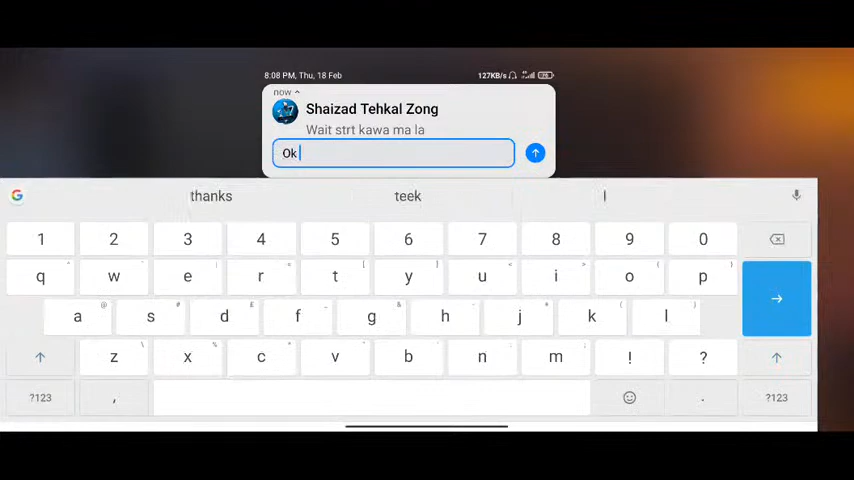 8:08 PM, Thu, 18 Feb 127KB/s
now
Shaizad Tehkal Zong
Wait strt kawa ma la
Ok
G thanks teek I
1 2 3 4 5 6 7 8 9 0
q w e r t y u i o p
a s d f g h j k l
z x c v b n m ! ?
?123 , . ?123